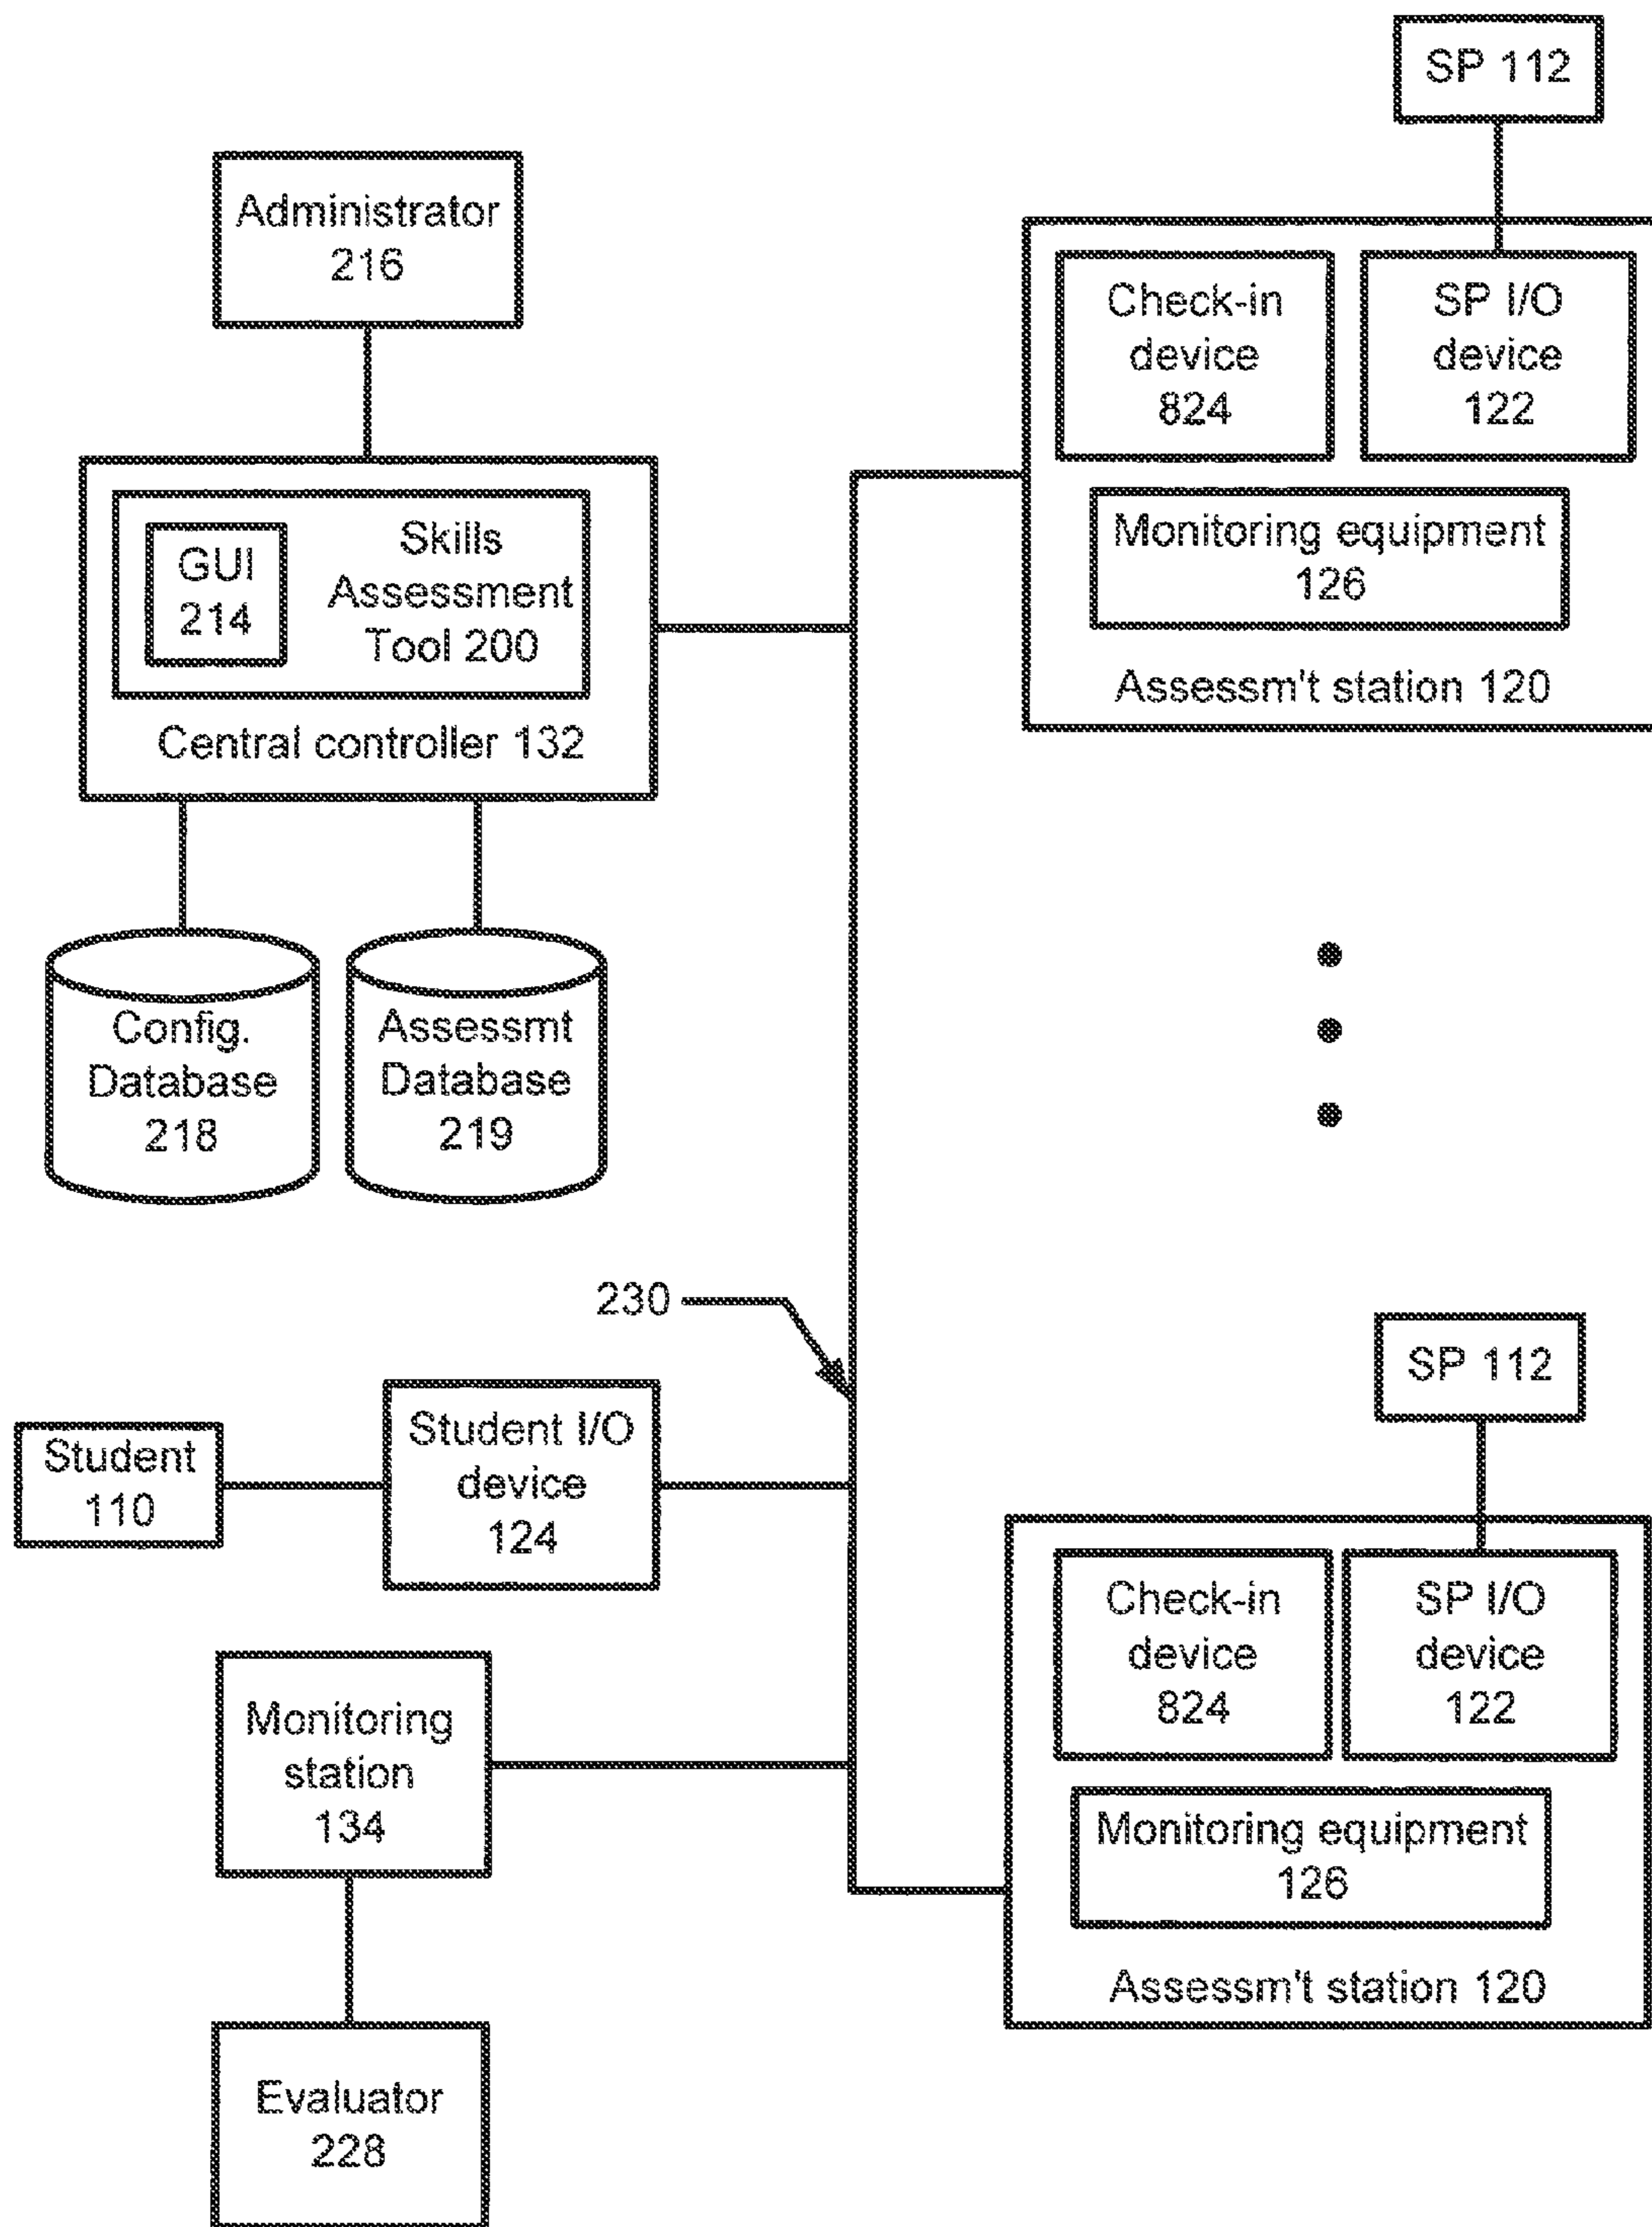 SP 112
Administrator
216
Check-in
device
824
SP I/O
device
122
Monitoring equipment
126
Assessm't station 120
GUI
214
Skills
Assessment
Tool 200
Central controller 132
Config.
Database
218
Assessmt
Database
219
230
SP 112
Student
110
Student I/O
device
124
Check-in
device
824
SP I/O
device
122
Monitoring equipment
126
Assessm't station 120
Monitoring
station
134
Evaluator
228